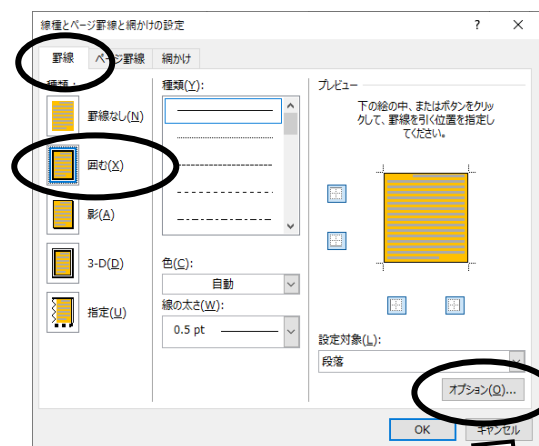 線種とページ罫線と網かけの設定
? ×
罫線 ページ罫線 網かけ
種類:
罫線なし(N)
囲む(X)
影(A)
3-D(D)
指定(U)
種類(Y):
色(C):
自動
線の太さ(W):
0.5 pt
プレビュー
下の絵の中、またはボタンをクリッ
クして、罫線を引く位置を指定し
てください。
設定対象(L):
段落
オプション(O)...
OK キャンセル